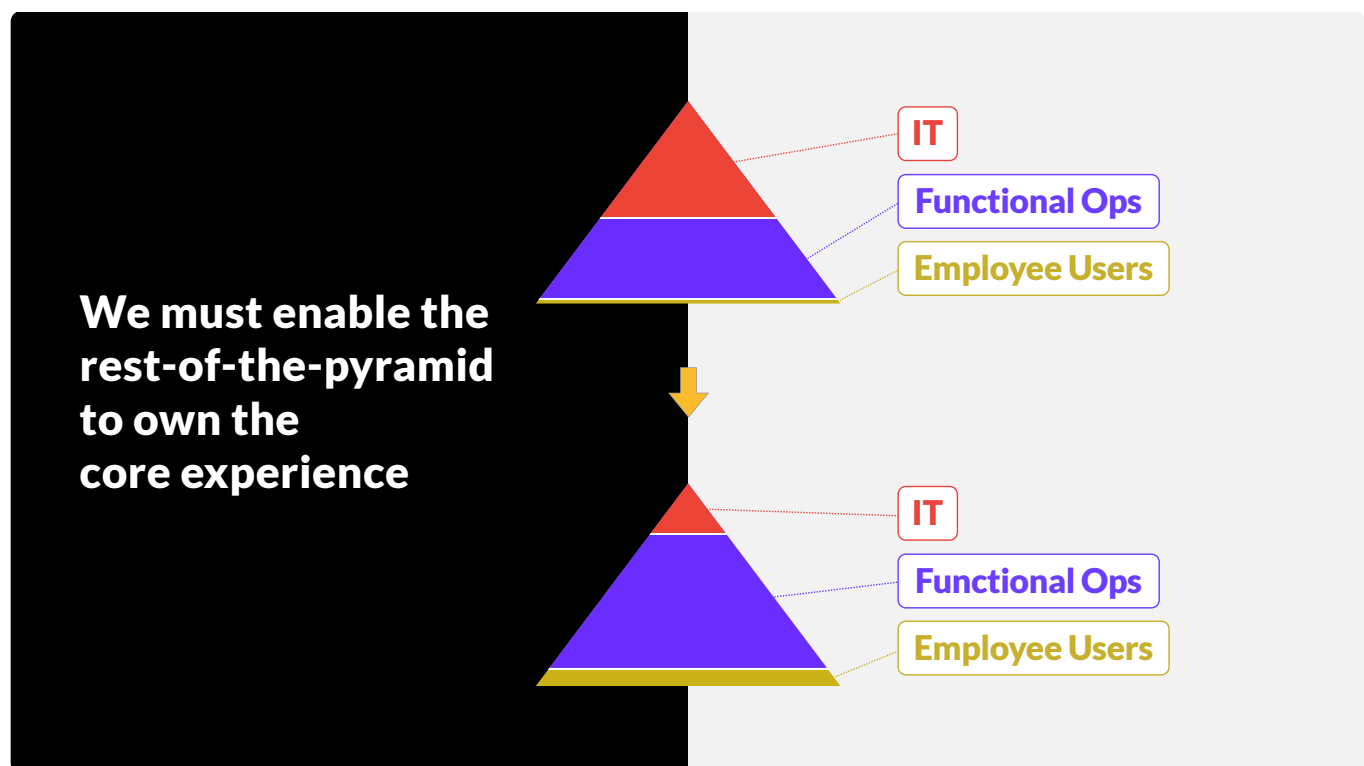 We must enable the
rest-of-the-pyramid
to own the
core experience
IT
Functional Ops
Employee Users
IT
Functional Ops
Employee Users